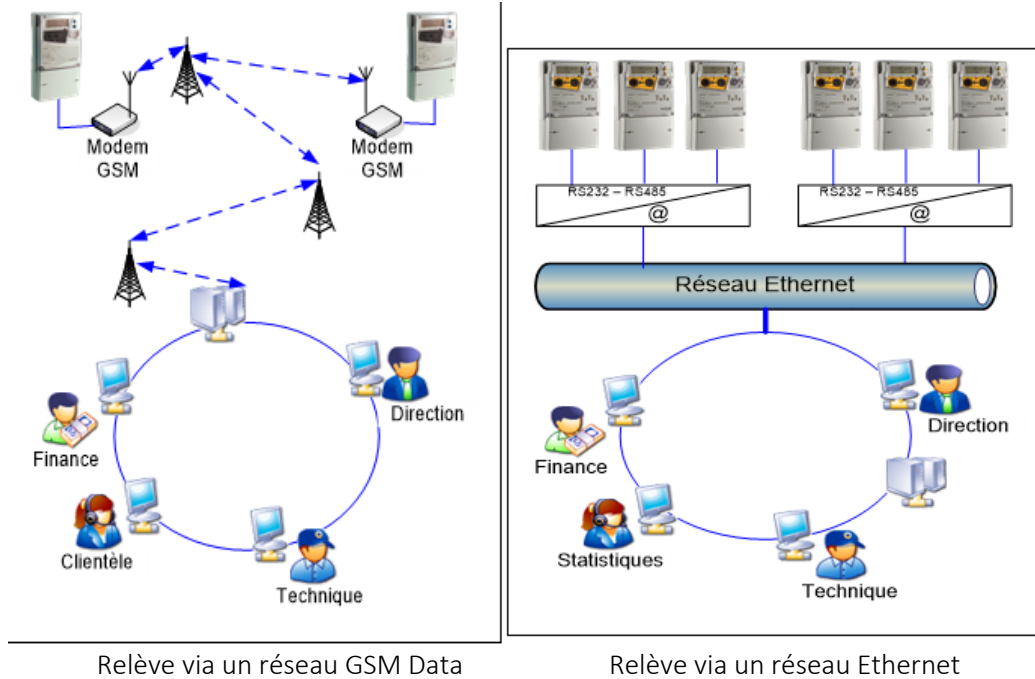 Modem
GSM
Modem
GSM
Direction
Finance
Clientèle
Technique
RS232 – RS485
@
RS232 – RS485
@
Réseau Ethernet
Direction
Finance
Statistiques
Technique
Relève via un réseau GSM Data
Relève via un réseau Ethernet